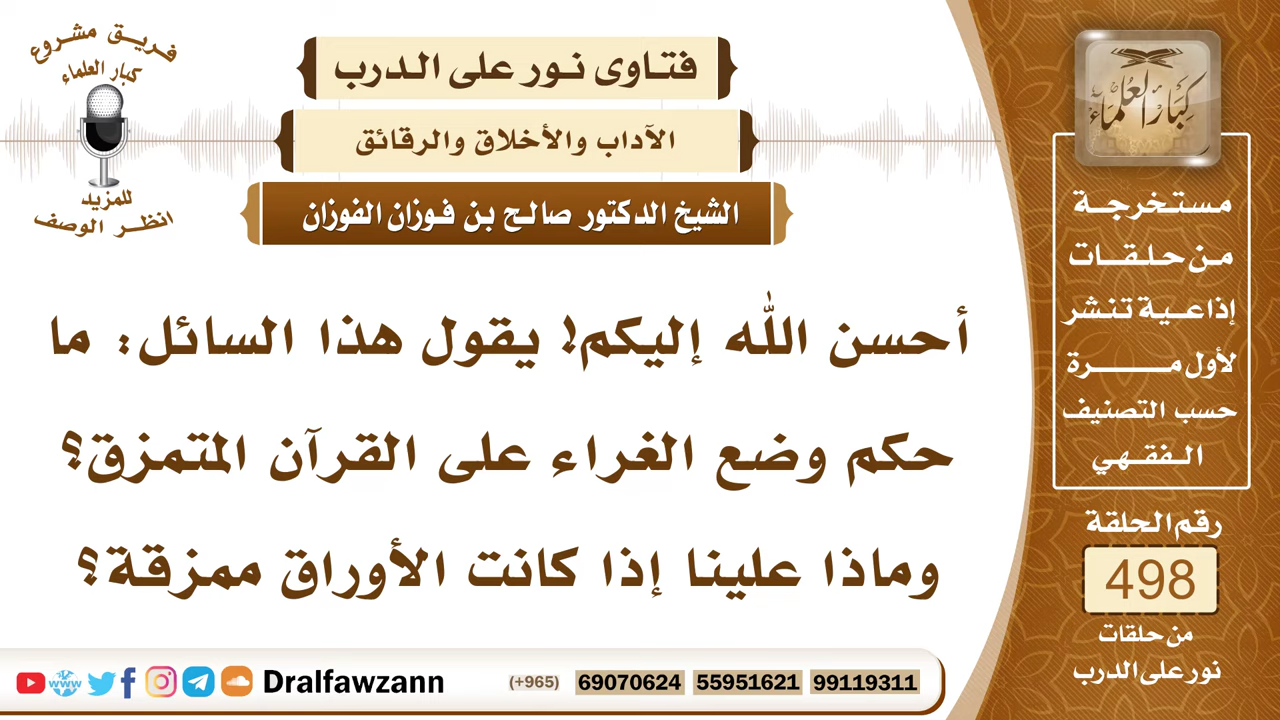 فريق مشروع
كبار العلماء
للمزيد
انظر الوصف
فتاوى نور على الدرب
الآداب والأخلاق والرقائق
الشيخ الدكتور صالح بن فوزان الفوزان
أحسن الله إليكم! يقول هذا السائل: ما
حكم وضع الغراء على القرآن المتمزق؟
وماذا علينا إذا كانت الأوراق ممزقة؟
كبار العلماء
مستخرجة
من حلقات
إذاعية تنشر
لأول مرة
حسب التصنيف
الفقهي
رقم الحلقة
498
من حلقات
نور على الدرب
www
Dralfawzann
(+965) 69070624 55951621 99119311